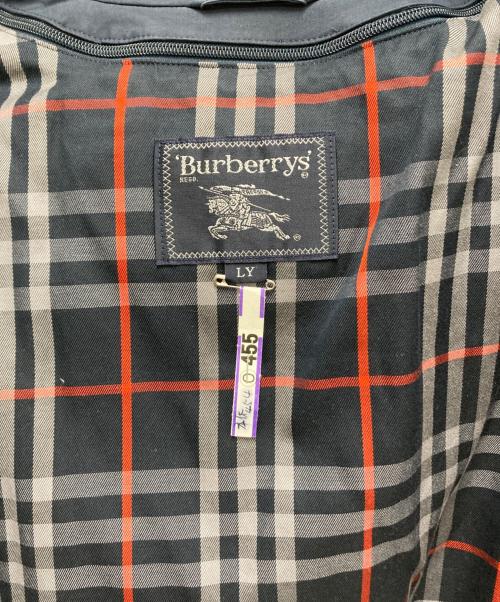 'Burberrys'
REGD.
LY
455